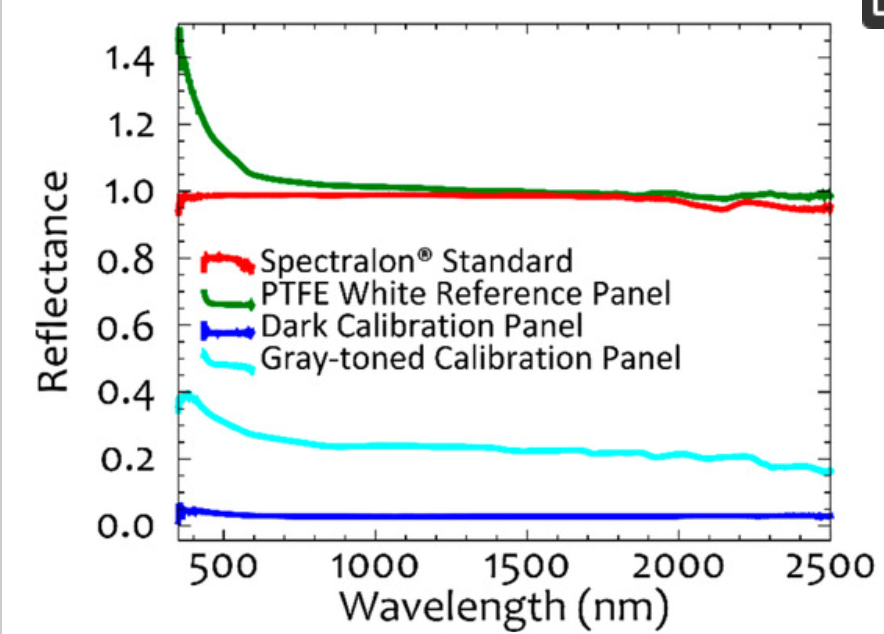 1.4
1.2
1.0
0.8
0.6
0.4
0.2
0.0
Reflectance
Spectralon® Standard
PTFE White Reference Panel
Dark Calibration Panel
Gray-toned Calibration Panel
500 1000 1500 2000 2500
Wavelength (nm)